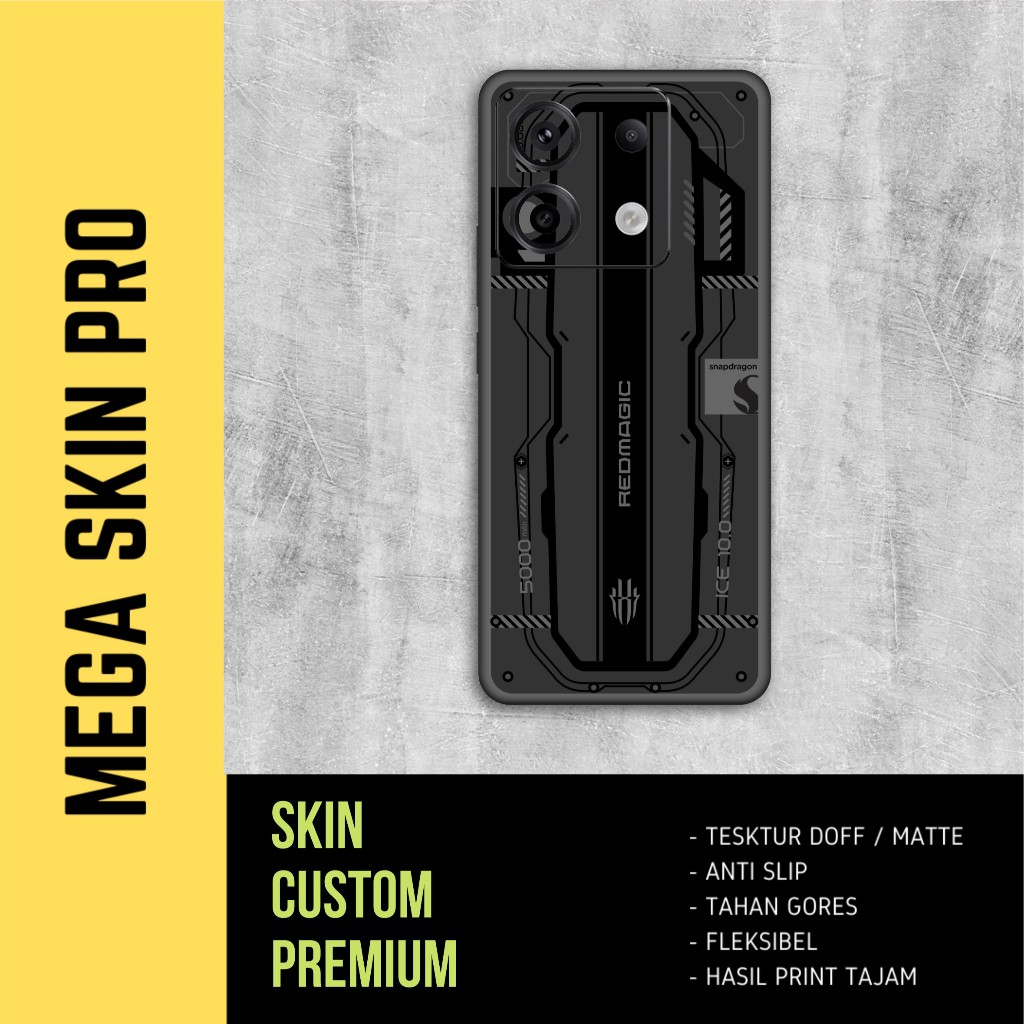 MEGA SKIN PRO
snapdragon
REDMAGIC
5000 mAh
ICE 10.0
SKIN
CUSTOM
PREMIUM
- TESKTUR DOFF / MATTE
- ANTI SLIP
- TAHAN GORES
- FLEKSIBEL
- HASIL PRINT TAJAM